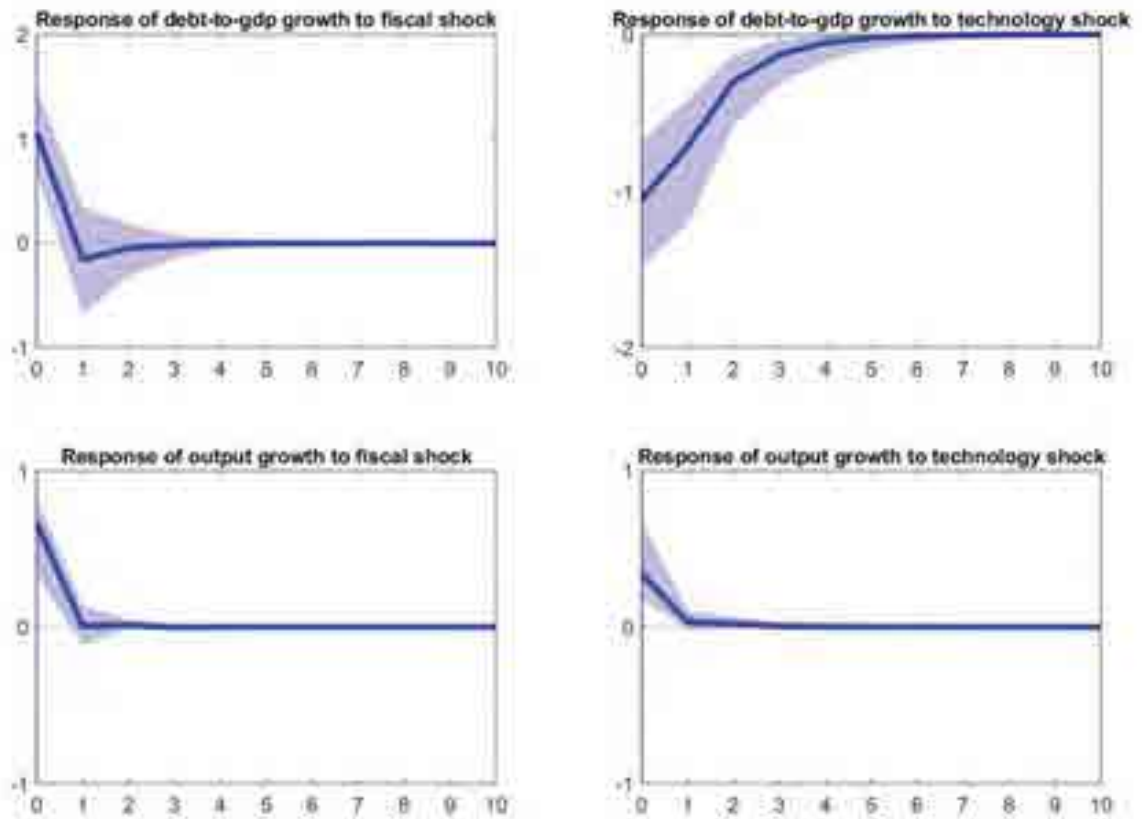 Response of debt-to-gdp growth to fiscal shock
2
1
0
-1
0 1 2 3 4 5 6 7 8 9 10
Response of debt-to-gdp growth to technology shock
0
-1
-2
0 1 2 3 4 5 6 7 8 9 10
Response of output growth to fiscal shock
1
0
-1
0 1 2 3 4 5 6 7 8 9 10
Response of output growth to technology shock
1
0
-1
0 1 2 3 4 5 6 7 8 9 10